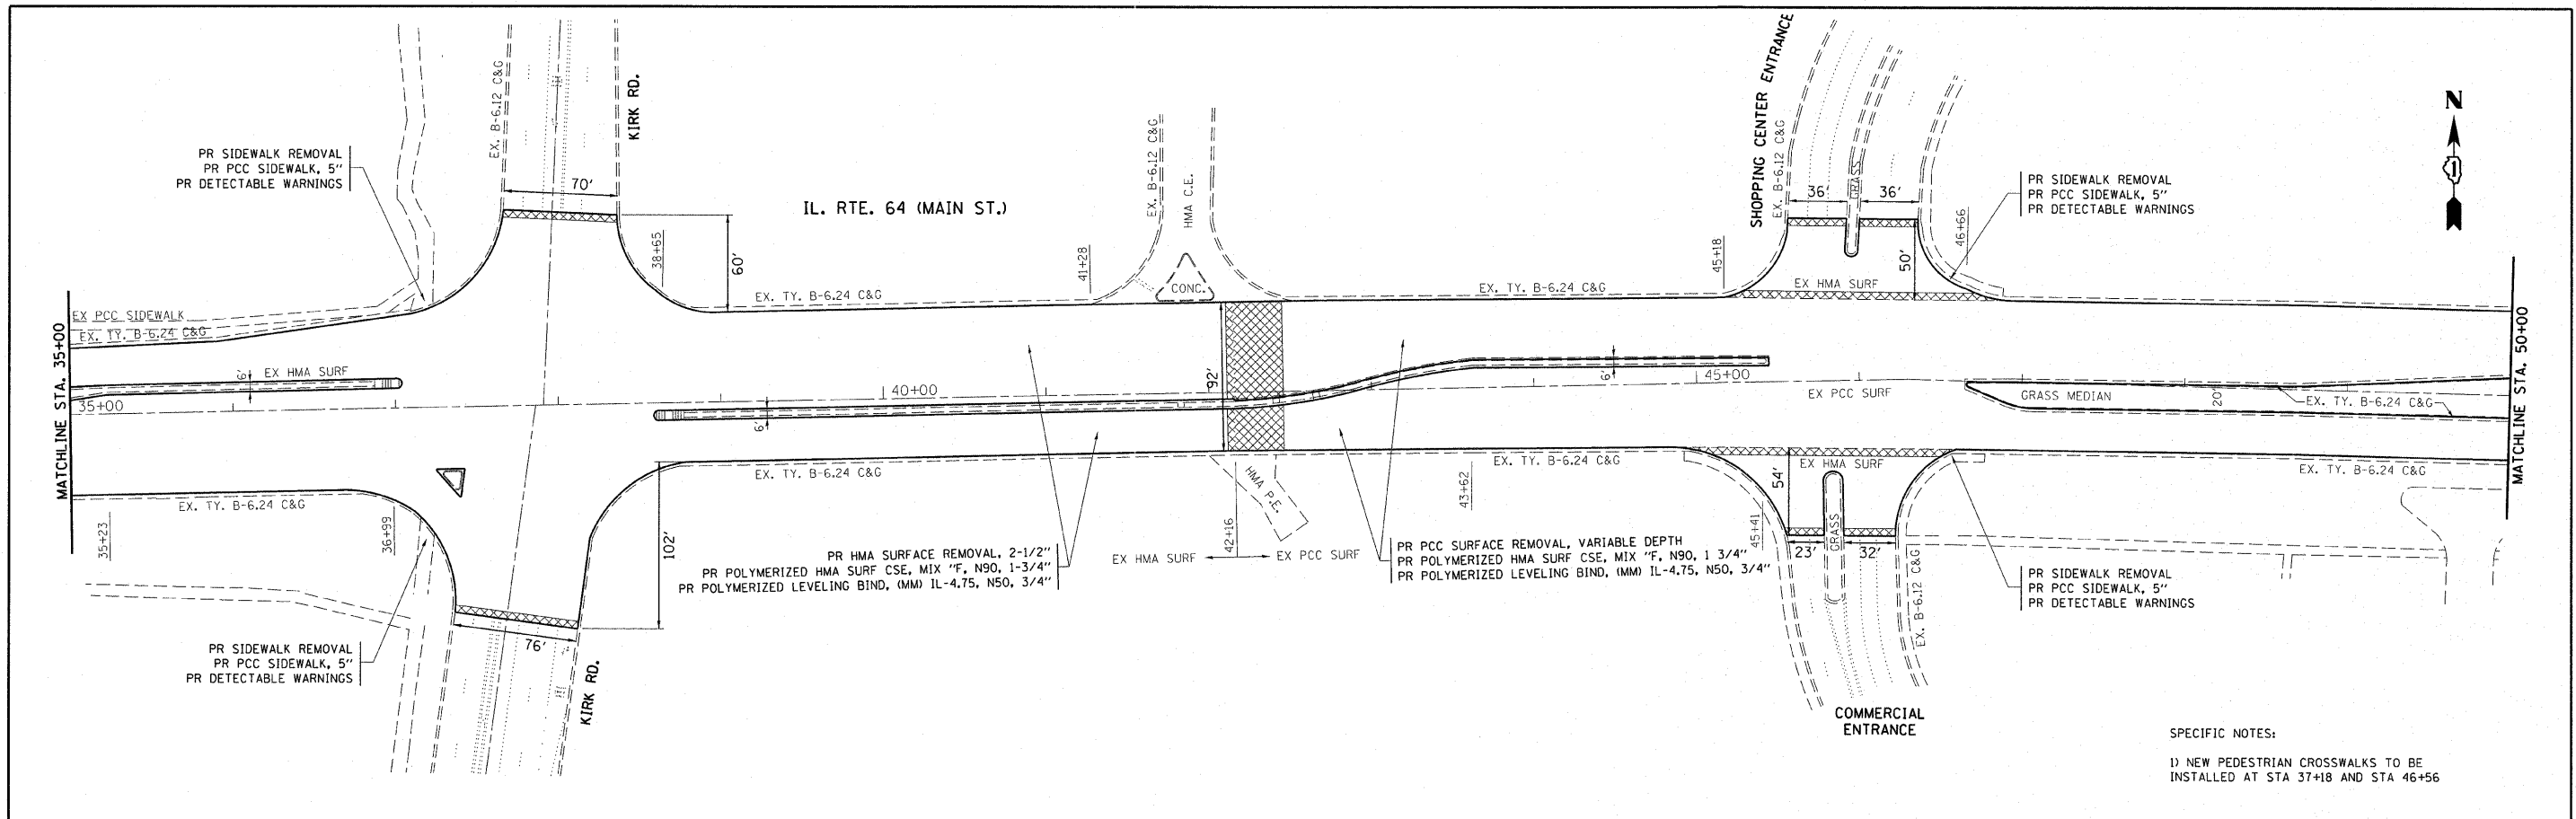 PR SIDEWALK REMOVAL
PR PCC SIDEWALK, 5"
PR DETECTABLE WARNINGS
EX. B-6.12 C&G
KIRK RD.
70'
38+65
60'
IL. RTE. 64 (MAIN ST.)
41+28
EX. B-6.12 C&G
HMA C.E.
CONC.
SHOPPING CENTER ENTRANCE
EX. B-6.12 C&G
GRASS
36'
36'
45+18
50'
46+66
EX HMA SURF
PR SIDEWALK REMOVAL
PR PCC SIDEWALK, 5"
PR DETECTABLE WARNINGS
N
1
MATCHLINE STA. 35+00
EX PCC SIDEWALK
EX. TY. B-6.24 C&G
EX. TY. B-6.24 C&G
EX. TY. B-6.24 C&G
6'
EX HMA SURF
35+00
40+00
6'
92'
6'
45+00
EX PCC SURF
GRASS MEDIAN
20'
EX. TY. B-6.24 C&G
MATCHLINE STA. 50+00
35+23
EX. TY. B-6.24 C&G
36+99
102'
EX. TY. B-6.24 C&G
42+16
HMA P.E.
43+62
EX. TY. B-6.24 C&G
45+41
54'
EX HMA SURF
GRASS
23'
32'
EX. B-6.12 C&G
EX. TY. B-6.24 C&G
PR HMA SURFACE REMOVAL, 2-1/2"
PR POLYMERIZED HMA SURF CSE, MIX "F, N90, 1-3/4"
PR POLYMERIZED LEVELING BIND, (MM) IL-4.75, N50, 3/4"
EX HMA SURF
EX PCC SURF
PR PCC SURFACE REMOVAL, VARIABLE DEPTH
PR POLYMERIZED HMA SURF CSE, MIX "F, N90, 1 3/4"
PR POLYMERIZED LEVELING BIND, (MM) IL-4.75, N50, 3/4"
PR SIDEWALK REMOVAL
PR PCC SIDEWALK, 5"
PR DETECTABLE WARNINGS
PR SIDEWALK REMOVAL
PR PCC SIDEWALK, 5"
PR DETECTABLE WARNINGS
76'
KIRK RD.
COMMERCIAL
ENTRANCE
SPECIFIC NOTES:
1) NEW PEDESTRIAN CROSSWALKS TO BE
INSTALLED AT STA 37+18 AND STA 46+56